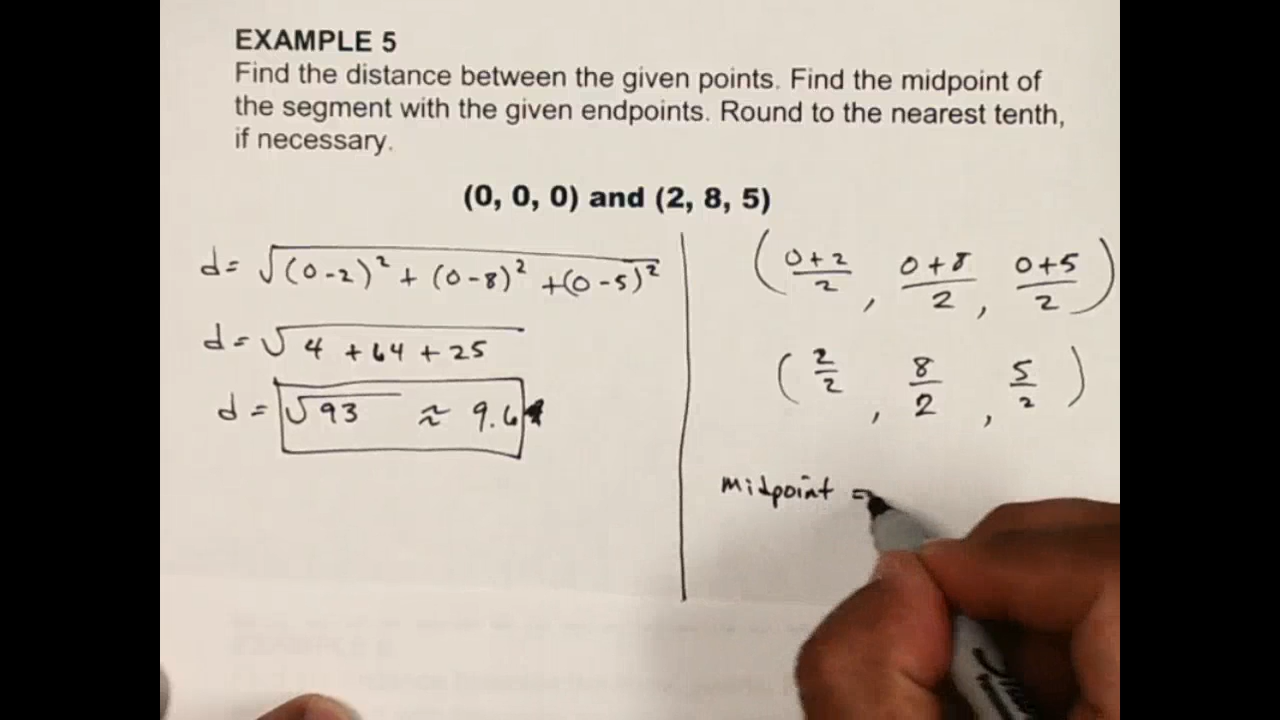 EXAMPLE 5
Find the distance between the given points. Find the midpoint of
the segment with the given endpoints. Round to the nearest tenth,
if necessary.
(0, 0, 0) and (2, 8, 5)
d = √(0-2)² + (0-8)² + (0-5)²
d = √4 + 64 + 25
d = √93 ≈ 9.6
(0+2/2, 0+8/2, 0+5/2)
(2/2, 8/2, 5/2)
Midpoint =